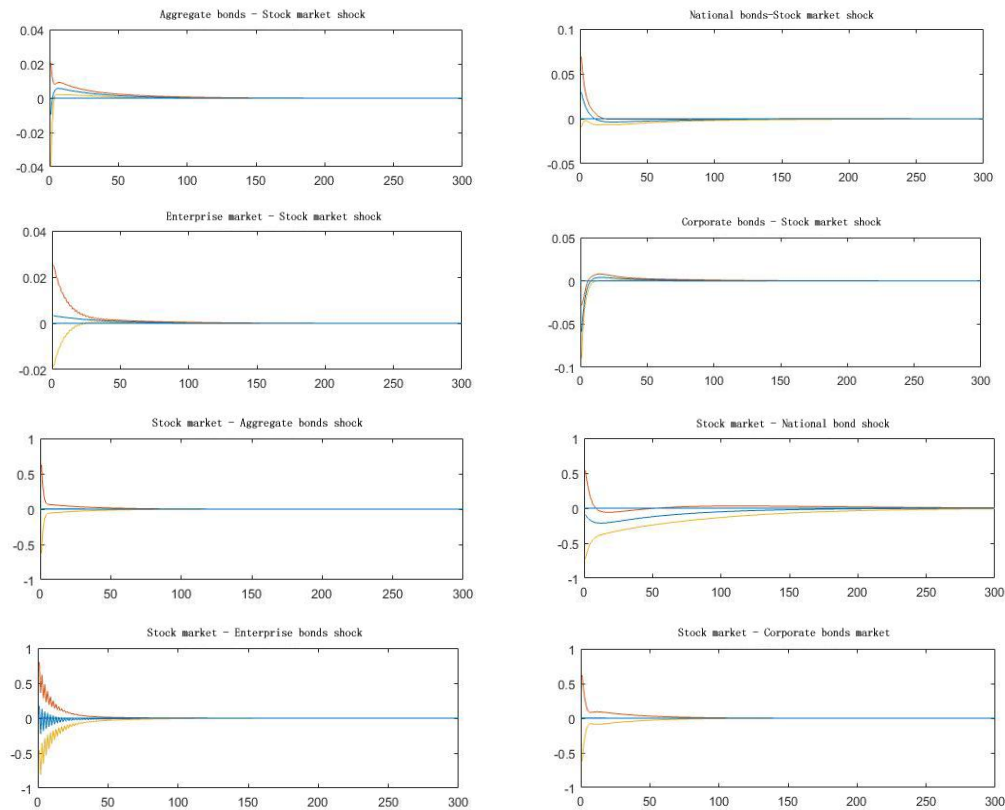 Aggregate bonds - Stock market shock
0.04
0.02
0
-0.02
-0.04
0 50 100 150 200 250 300
National bonds-Stock market shock
0.1
0.05
0
-0.05
0 50 100 150 200 250 300
Enterprise market - Stock market shock
0.04
0.02
0
-0.02
0 50 100 150 200 250 300
Corporate bonds - Stock market shock
0.05
0
-0.05
-0.1
0 50 100 150 200 250 300
Stock market - Aggregate bonds shock
1
0.5
0
-0.5
-1
0 50 100 150 200 250 300
Stock market - National bond shock
1
0.5
0
-0.5
-1
0 50 100 150 200 250 300
Stock market - Enterprise bonds shock
1
0.5
0
-0.5
-1
0 50 100 150 200 250 300
Stock market - Corporate bonds market
1
0.5
0
-0.5
-1
0 50 100 150 200 250 300